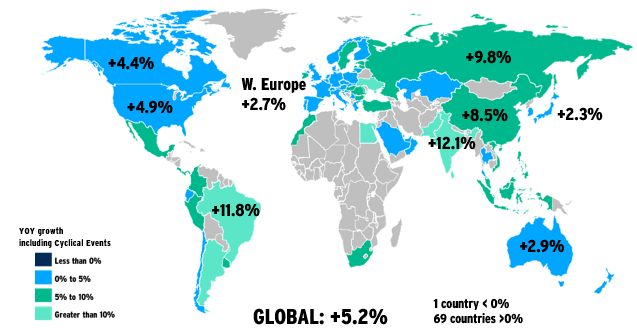 +4.4%
+4.9%
W. Europe
+2.7%
+9.8%
+8.5%
+2.3%
+12.1%
+11.8%
+2.9%
YOY growth
including Cyclical Events
Less than 0%
0% to 5%
5% to 10%
Greater than 10%
GLOBAL: +5.2%
1 country < 0%
69 countries >0%